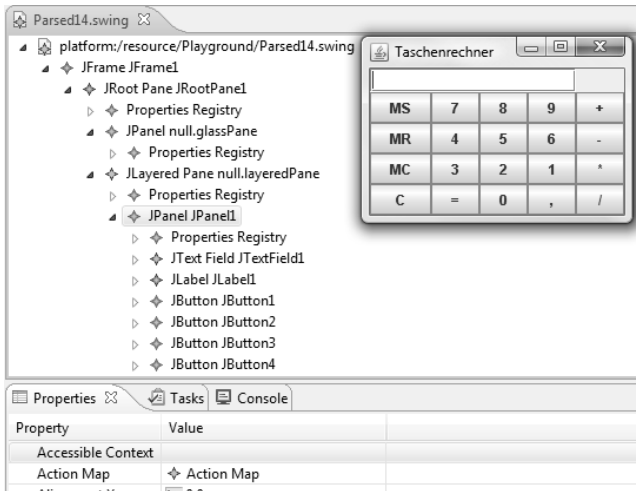 Parsed14.swing
platform:/resource/Playground/Parsed14.swing
JFrame JFrame1
JRoot Pane JRootPane1
Properties Registry
JPanel null.glassPane
Properties Registry
JLayered Pane null.layeredPane
Properties Registry
JPanel JPanel1
Properties Registry
JText Field JTextField1
JLabel JLabel1
JButton JButton1
JButton JButton2
JButton JButton3
JButton JButton4
Taschenrechner
MS 7 8 9 +
MR 4 5 6 -
MC 3 2 1 *
C = 0 , /
Properties Tasks Console
Property Value
Accessible Context
Action Map Action Map